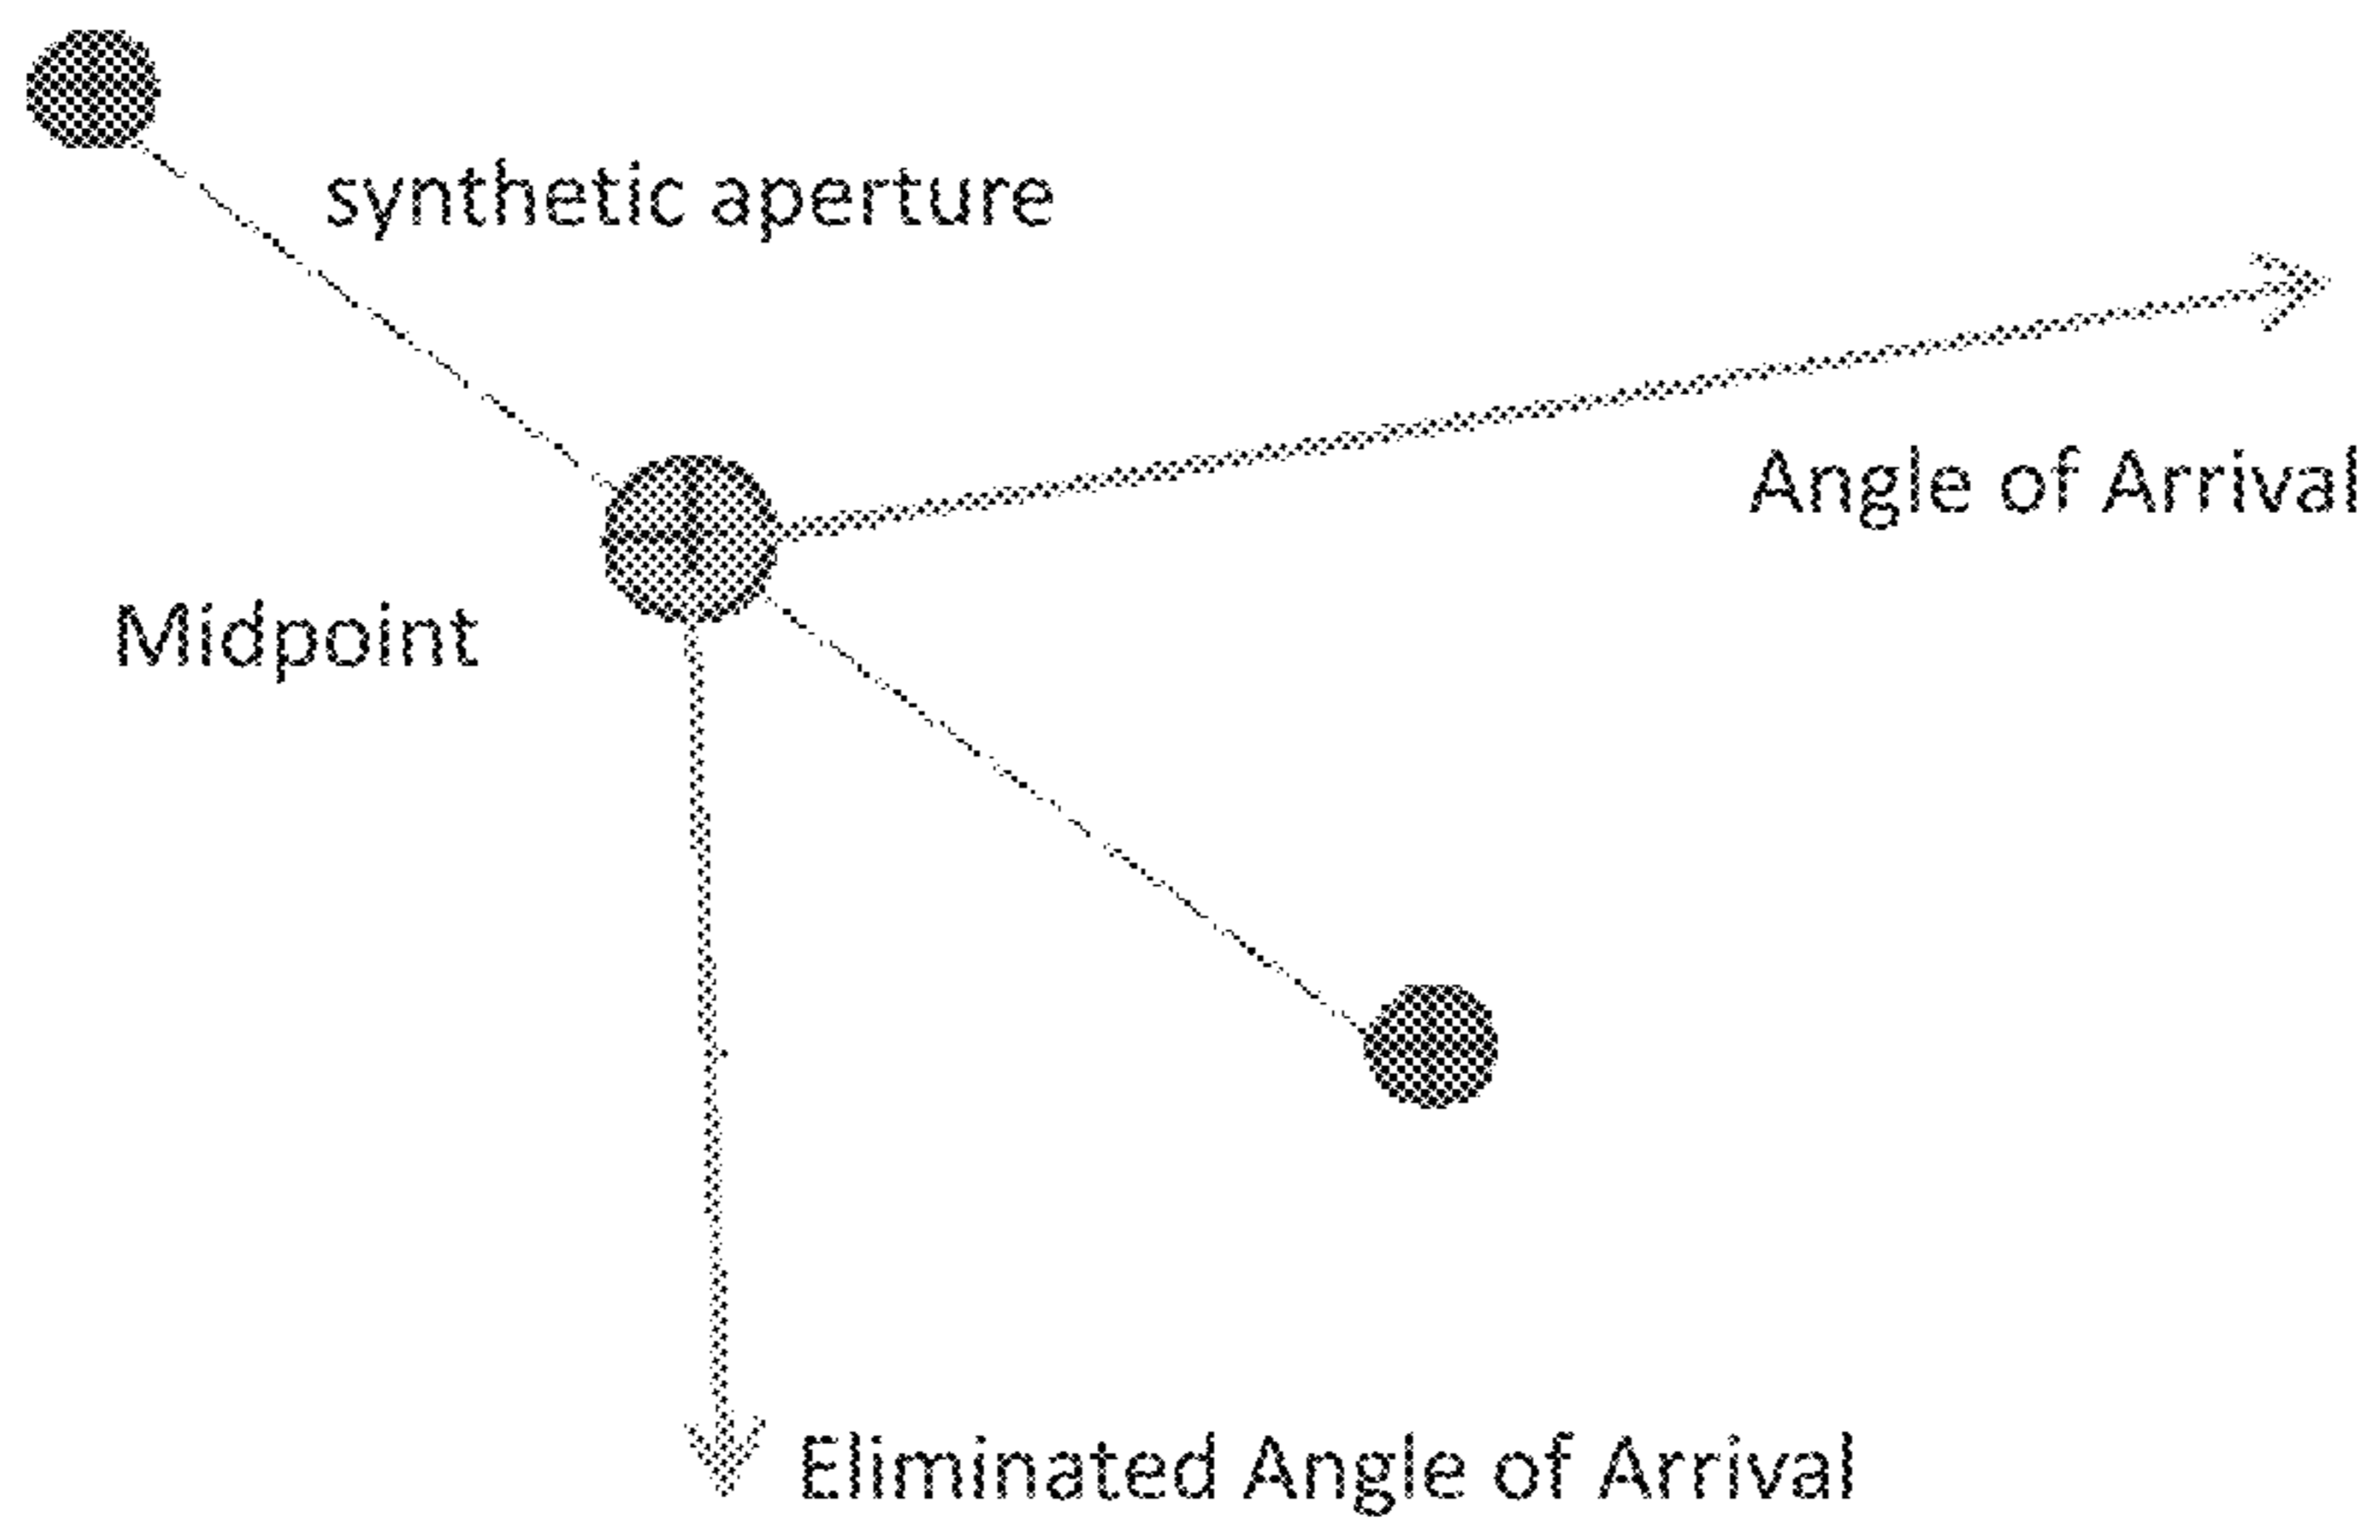 synthetic aperture
Angle of Arrival
Midpoint
Eliminated Angle of Arrival